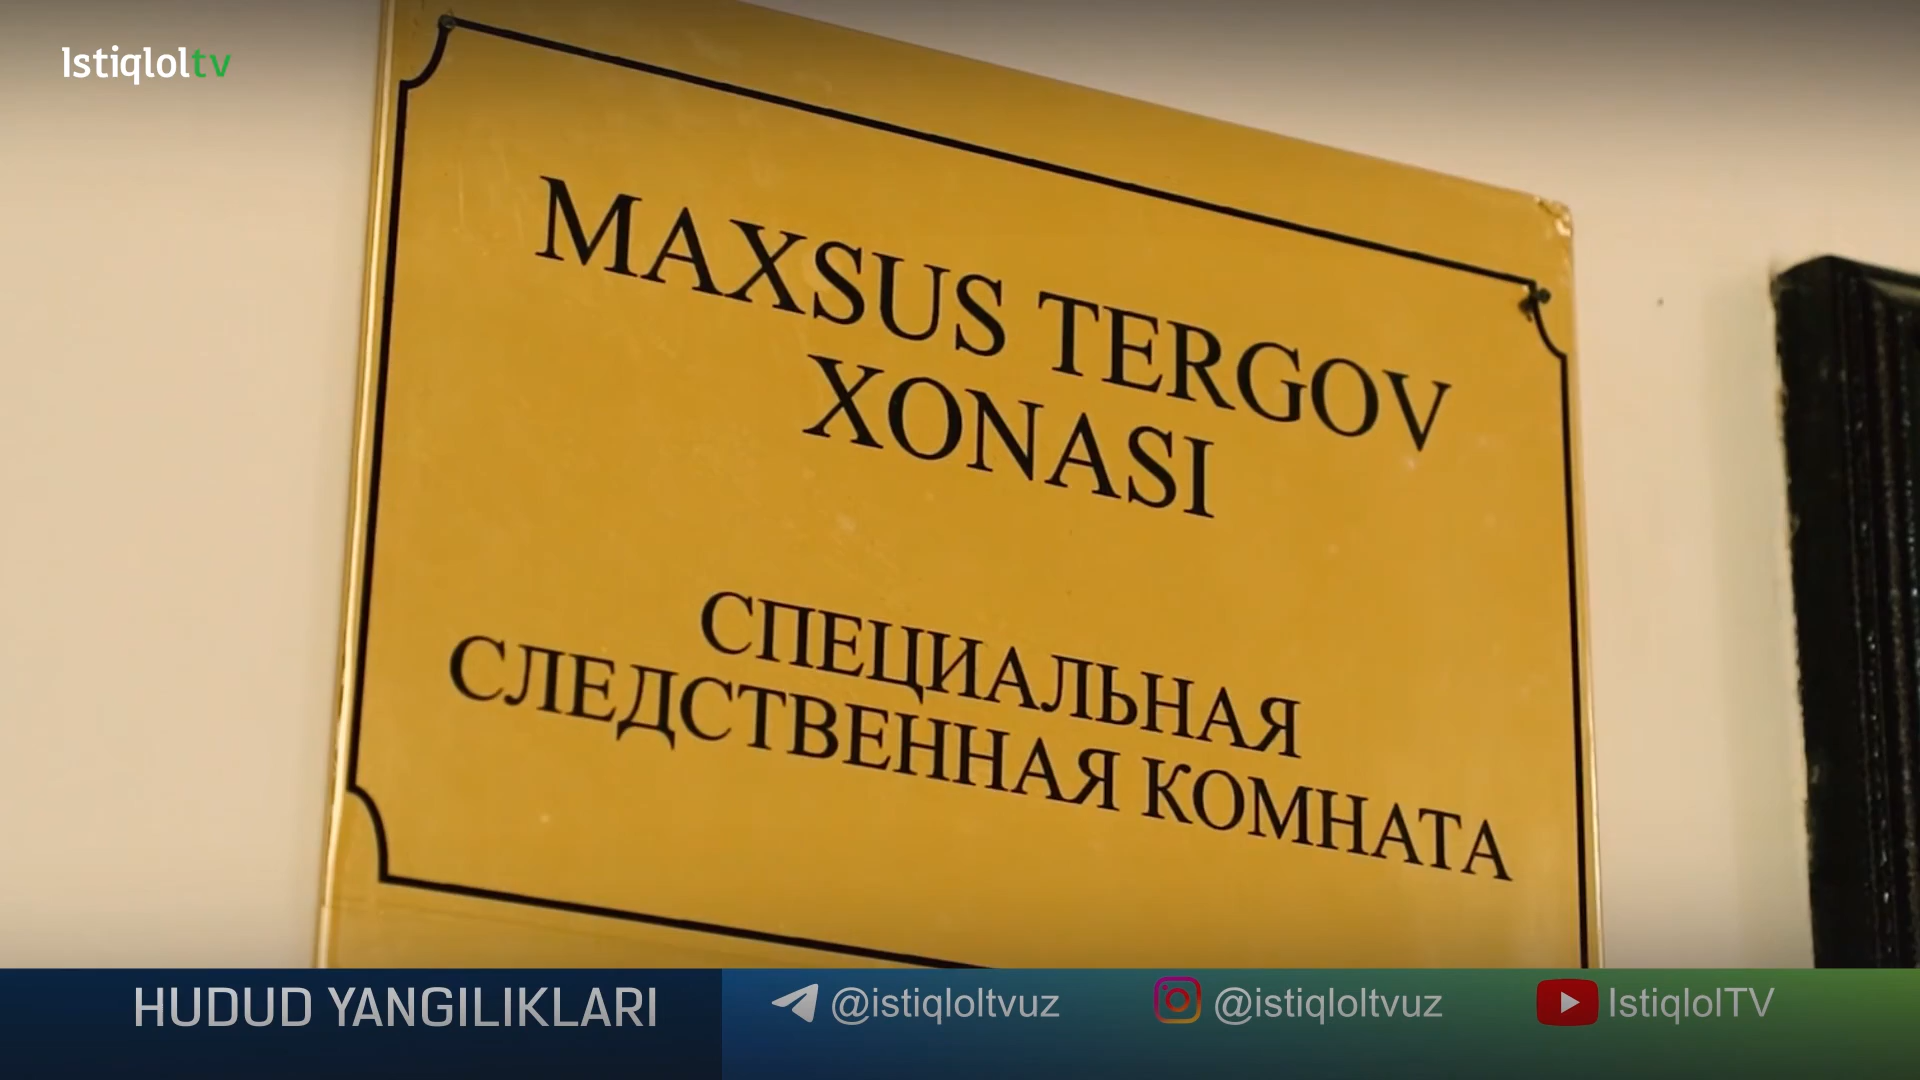 Istiqloltv
MAXSUS TERGOV
XONASI
СПЕЦИАЛЬНАЯ
СЛЕДСТВЕННАЯ КОМНАТА
HUDUD YANGILIKLARI
@istiqloltvuz
@istiqloltvuz
IstiqlolTV